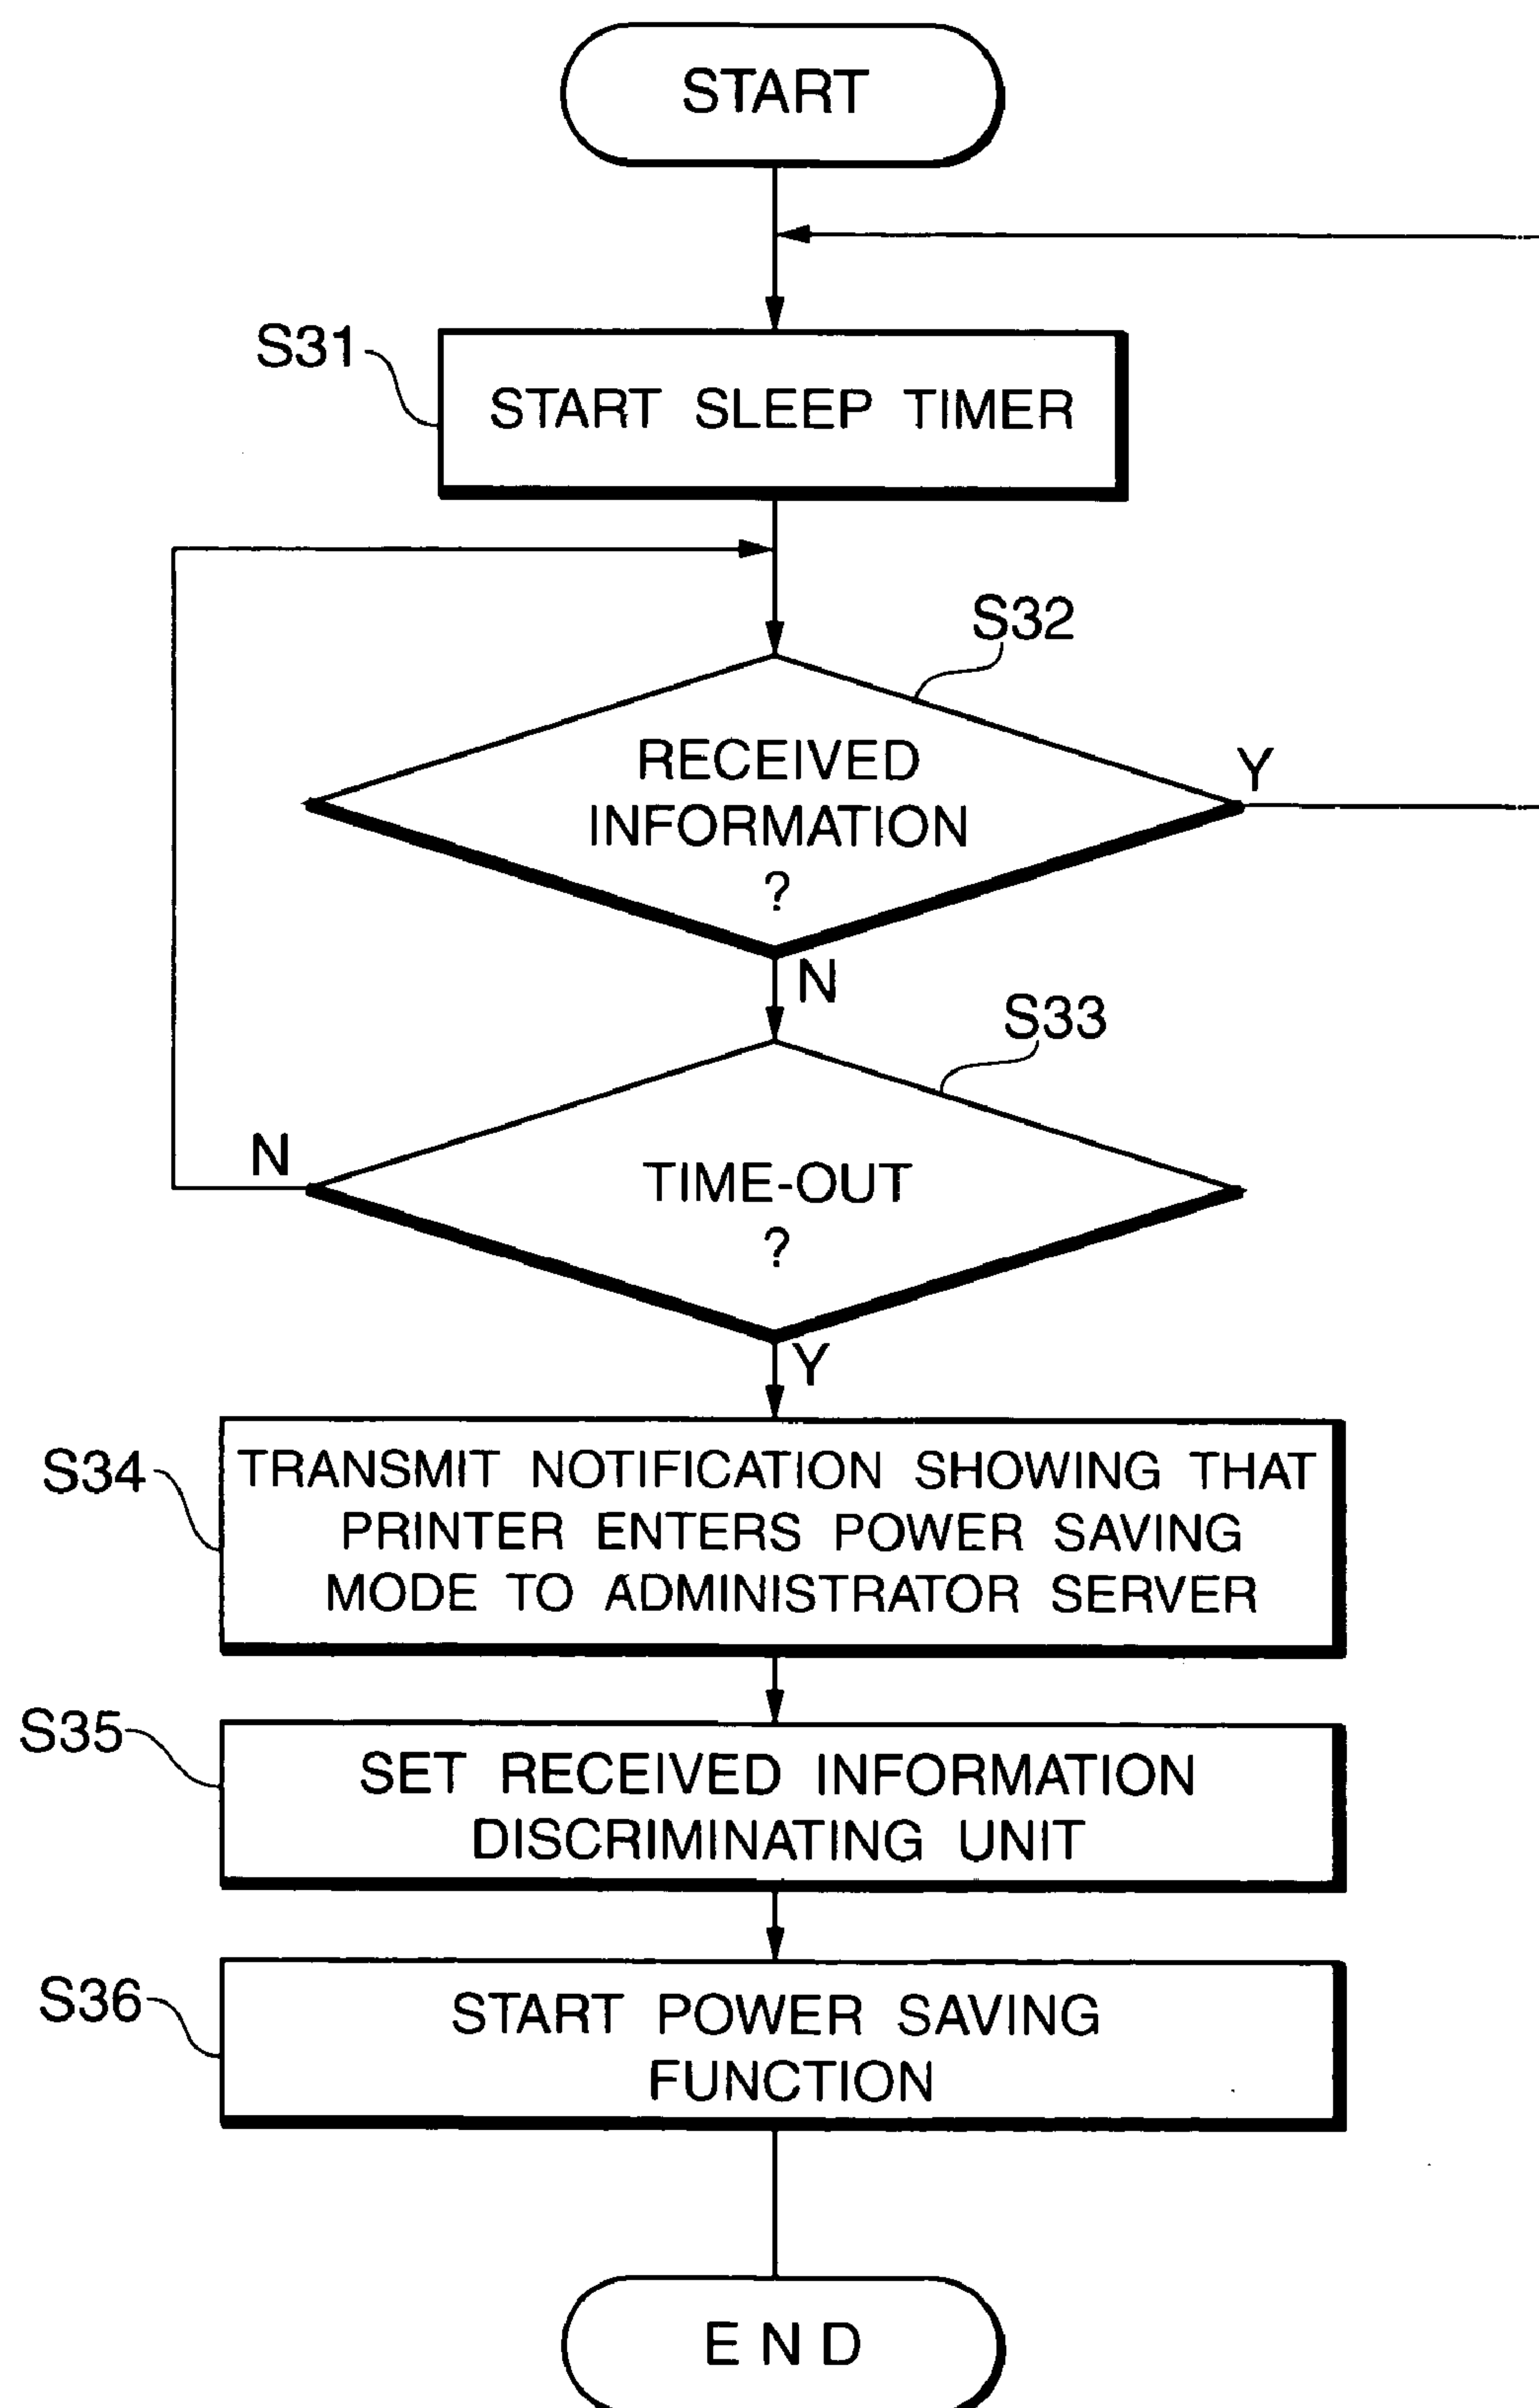 START
S31
START SLEEP TIMER
S32
RECEIVED
INFORMATION
?
Y
N
S33
TIME-OUT
?
N
Y
S34
TRANSMIT NOTIFICATION SHOWING THAT
PRINTER ENTERS POWER SAVING
MODE TO ADMINISTRATOR SERVER
S35
SET RECEIVED INFORMATION
DISCRIMINATING UNIT
S36
START POWER SAVING
FUNCTION
END